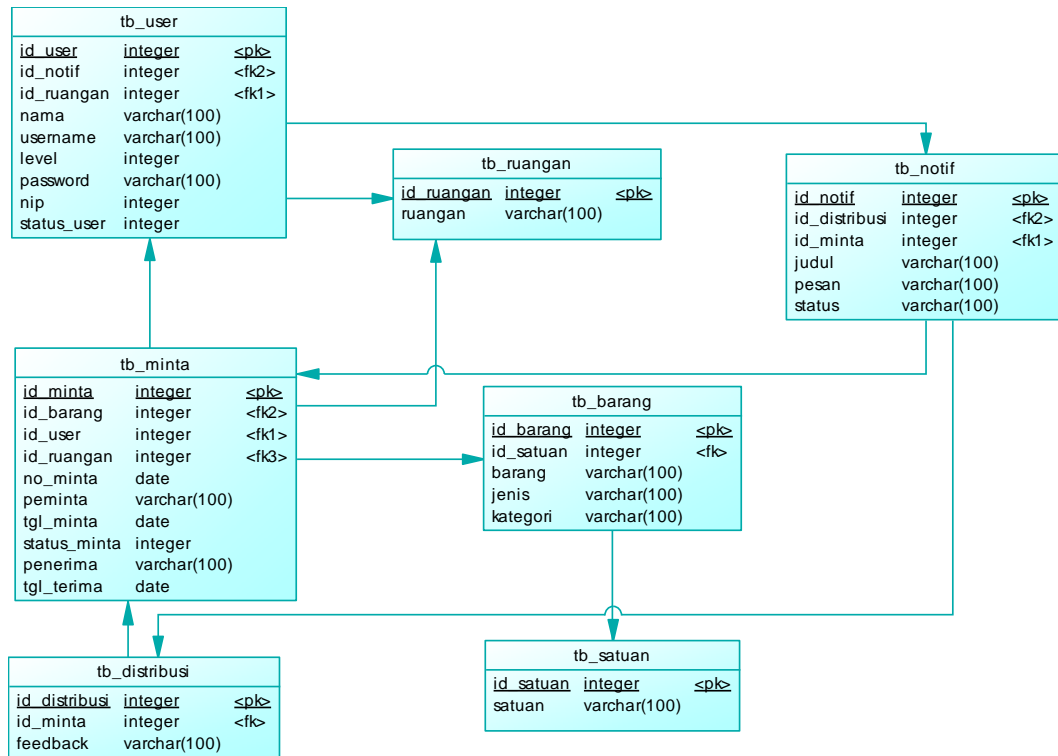 tb_user
id_user integer <pk>
id_notif integer <fk2>
id_ruangan integer <fk1>
nama varchar(100)
username varchar(100)
level integer
password varchar(100)
nip integer
status_user integer
tb_ruangan
id_ruangan integer <pk>
ruangan varchar(100)
tb_notif
id_notif integer <pk>
id_distribusi integer <fk2>
id_minta integer <fk1>
judul varchar(100)
pesan varchar(100)
status varchar(100)
tb_minta
id_minta integer <pk>
id_barang integer <fk2>
id_user integer <fk1>
id_ruangan integer <fk3>
no_minta date
peminta varchar(100)
tgl_minta date
status_minta integer
penerima varchar(100)
tgl_terima date
tb_barang
id_barang integer <pk>
id_satuan integer <fk>
barang varchar(100)
jenis varchar(100)
kategori varchar(100)
tb_distribusi
id_distribusi integer <pk>
id_minta integer <fk>
feedback varchar(100)
tb_satuan
id_satuan integer <pk>
satuan varchar(100)